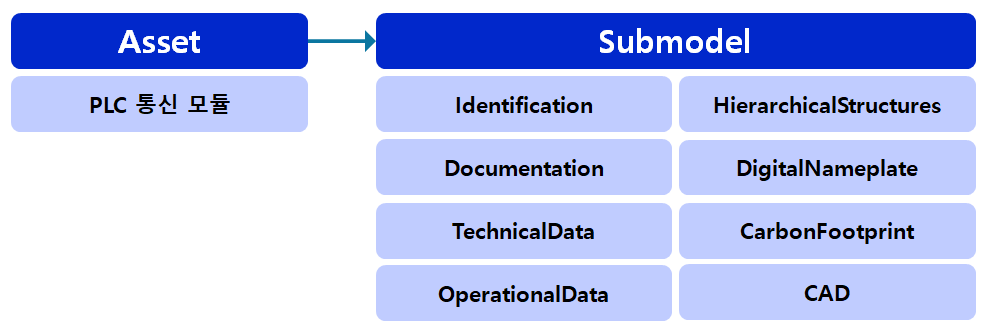 Asset
Submodel
PLC 통신 모듈
Identification
HierarchicalStructures
Documentation
DigitalNameplate
TechnicalData
CarbonFootprint
OperationalData
CAD